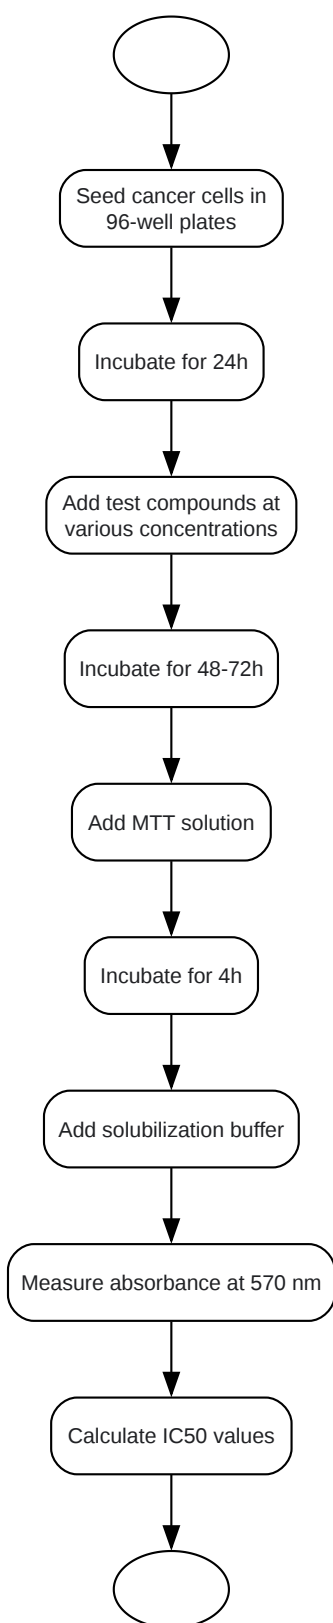 Seed cancer cells in
96-well plates
Incubate for 24h
Add test compounds at
various concentrations
Incubate for 48-72h
Add MTT solution
Incubate for 4h
Add solubilization buffer
Measure absorbance at 570 nm
Calculate IC50 values